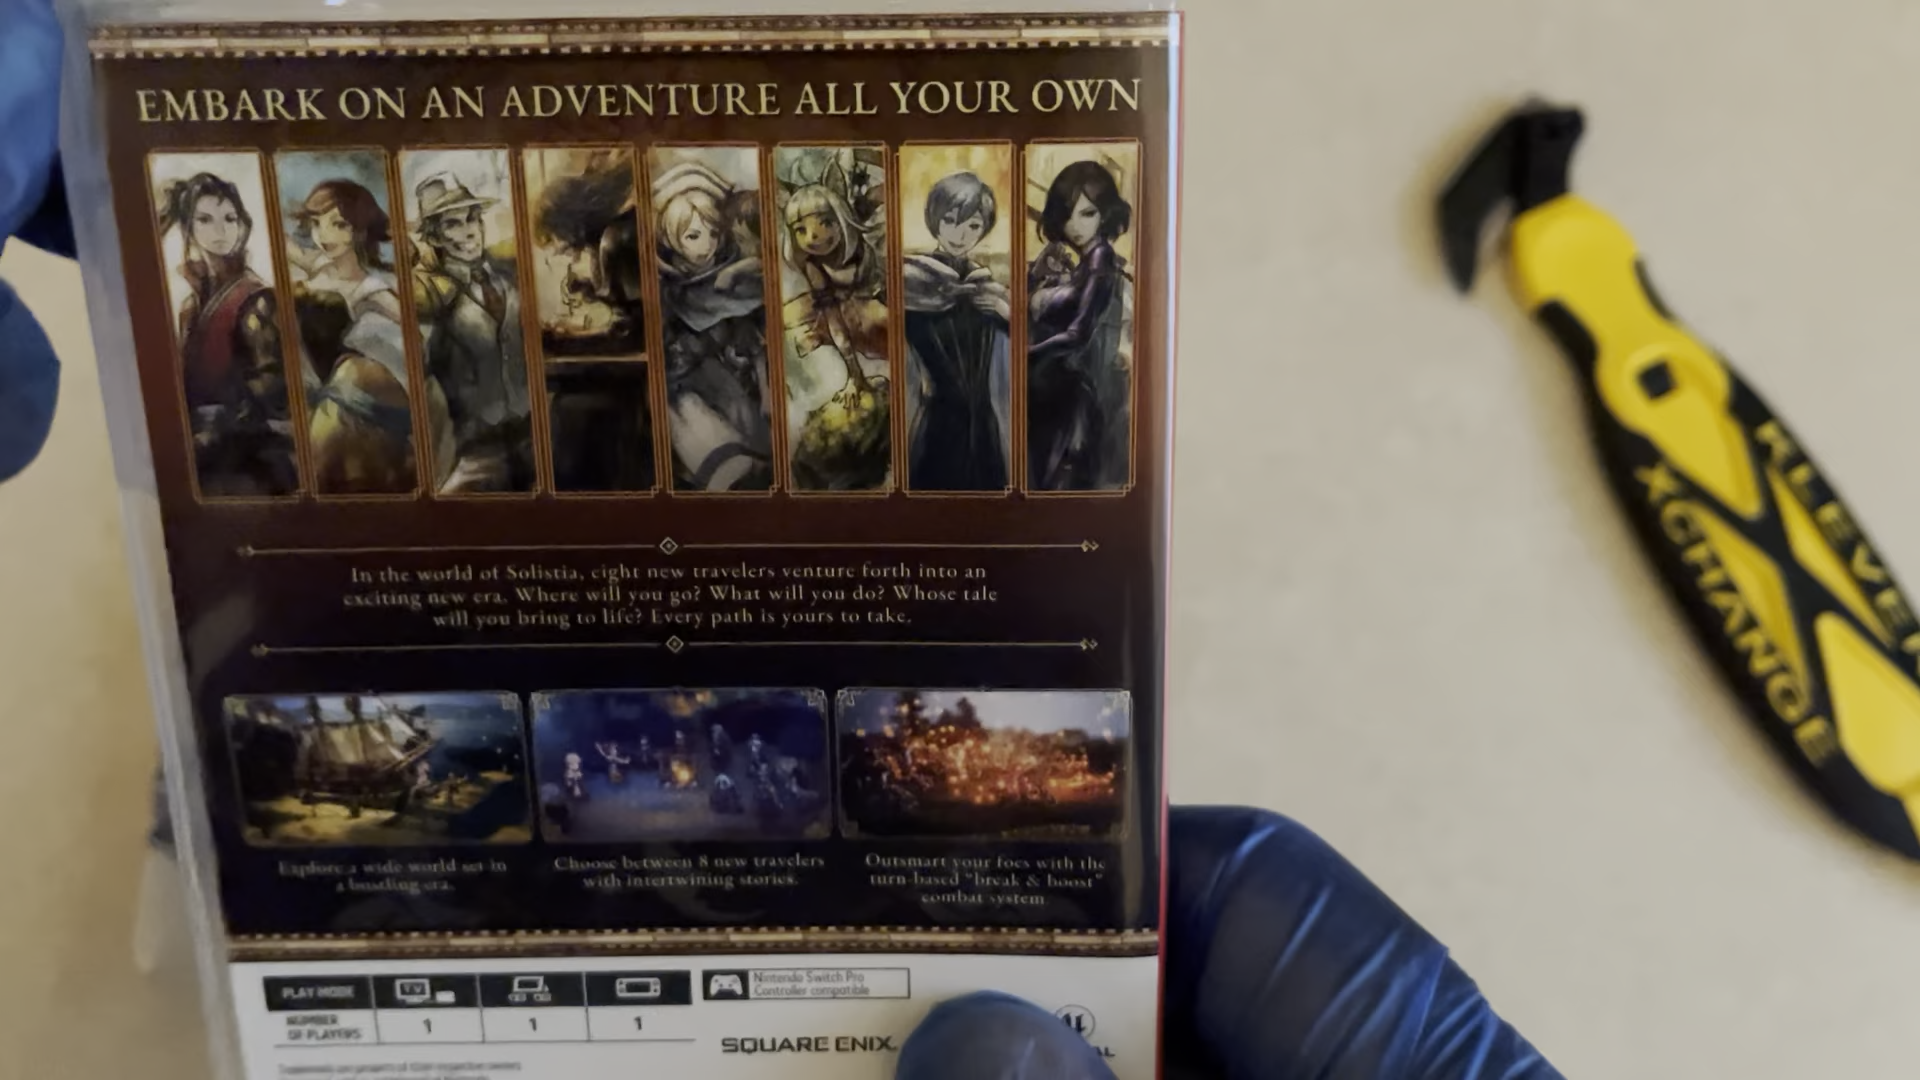 EMBARK ON AN ADVENTURE ALL YOUR OWN
In the world of Solistia, eight new travelers venture forth into an
exciting new era. Where will you go? What will you do? Whose tale
will you bring to life? Every path is yours to take.
Explore a wide world set in
a bustling era.
Choose between 8 new travelers
with intertwining stories.
Outsmart your foes with the
turn-based "break & boost"
combat system.
PLAY MODE
TV
Nintendo Switch Pro
Controller compatible
NUMBER
OF PLAYERS
1
1
1
SQUARE ENIX
KLEVER
XCHANGE